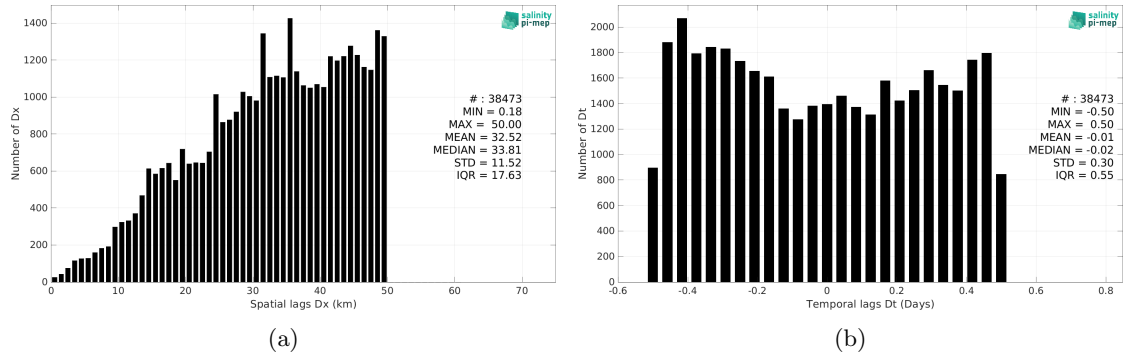 1400
1200
1000
800
600
400
200
0
Number of Dx
salinity
pi-mep
# : 38473
MIN = 0.18
MAX = 50.00
MEAN = 32.52
MEDIAN = 33.81
STD = 11.52
IQR = 17.63
0 10 20 30 40 50 60 70
Spatial lags Dx (km)
(a)
2000
1800
1600
1400
1200
1000
800
600
400
200
0
Number of Dt
salinity
pi-mep
# : 38473
MIN = -0.50
MAX = 0.50
MEAN = -0.01
MEDIAN = -0.02
STD = 0.30
IQR = 0.55
-0.6 -0.4 -0.2 0 0.2 0.4 0.6 0.8
Temporal lags Dt (Days)
(b)